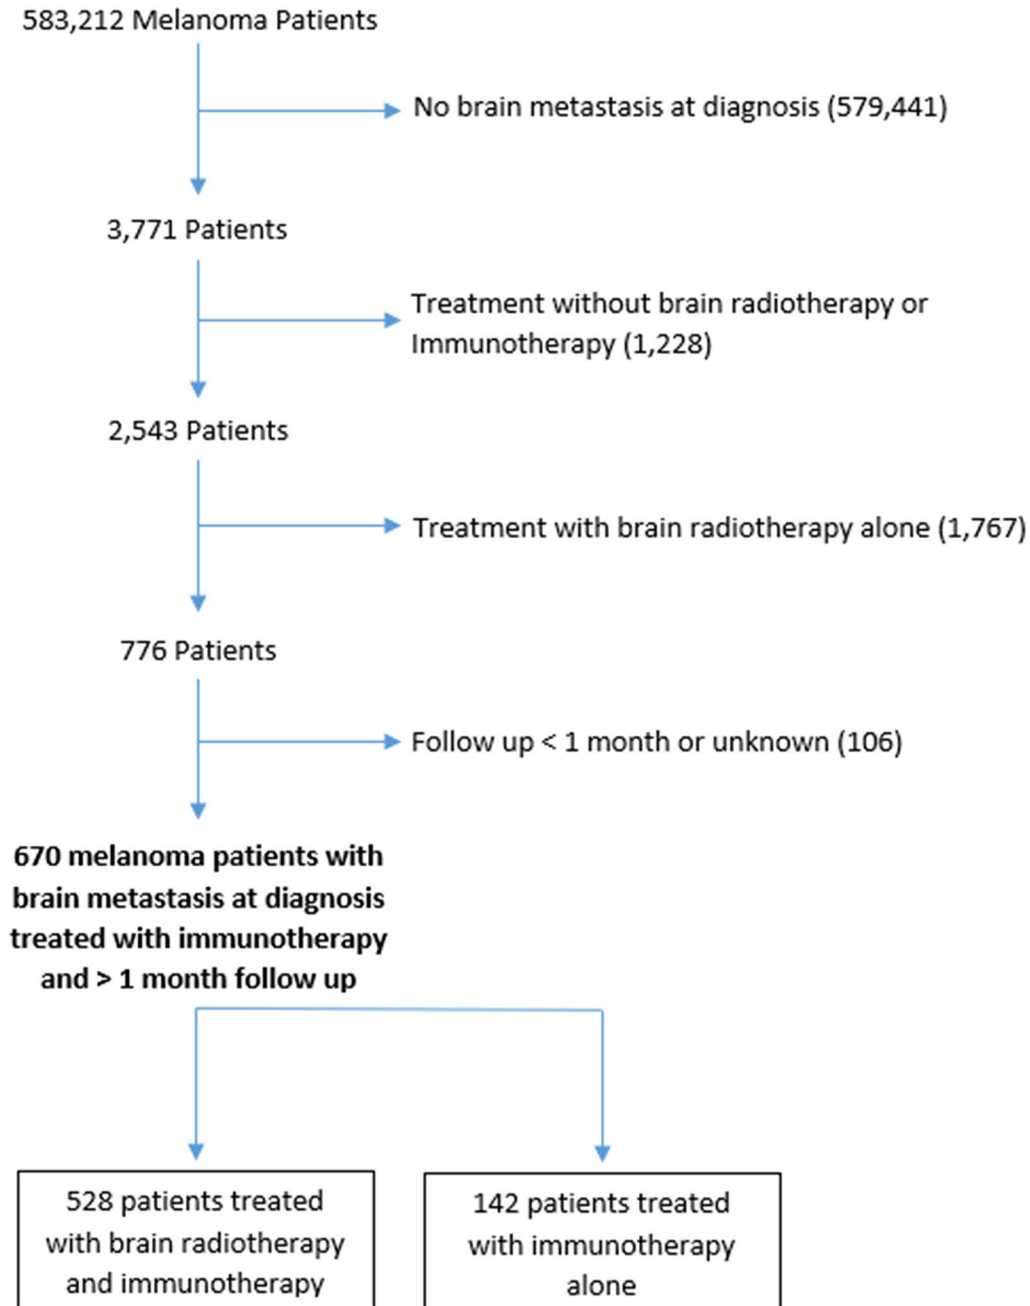 583,212 Melanoma Patients
No brain metastasis at diagnosis (579,441)
3,771 Patients
Treatment without brain radiotherapy or
Immunotherapy (1,228)
2,543 Patients
Treatment with brain radiotherapy alone (1,767)
776 Patients
Follow up < 1 month or unknown (106)
670 melanoma patients with
brain metastasis at diagnosis
treated with immunotherapy
and > 1 month follow up
528 patients treated
with brain radiotherapy
and immunotherapy
142 patients treated
with immunotherapy
alone